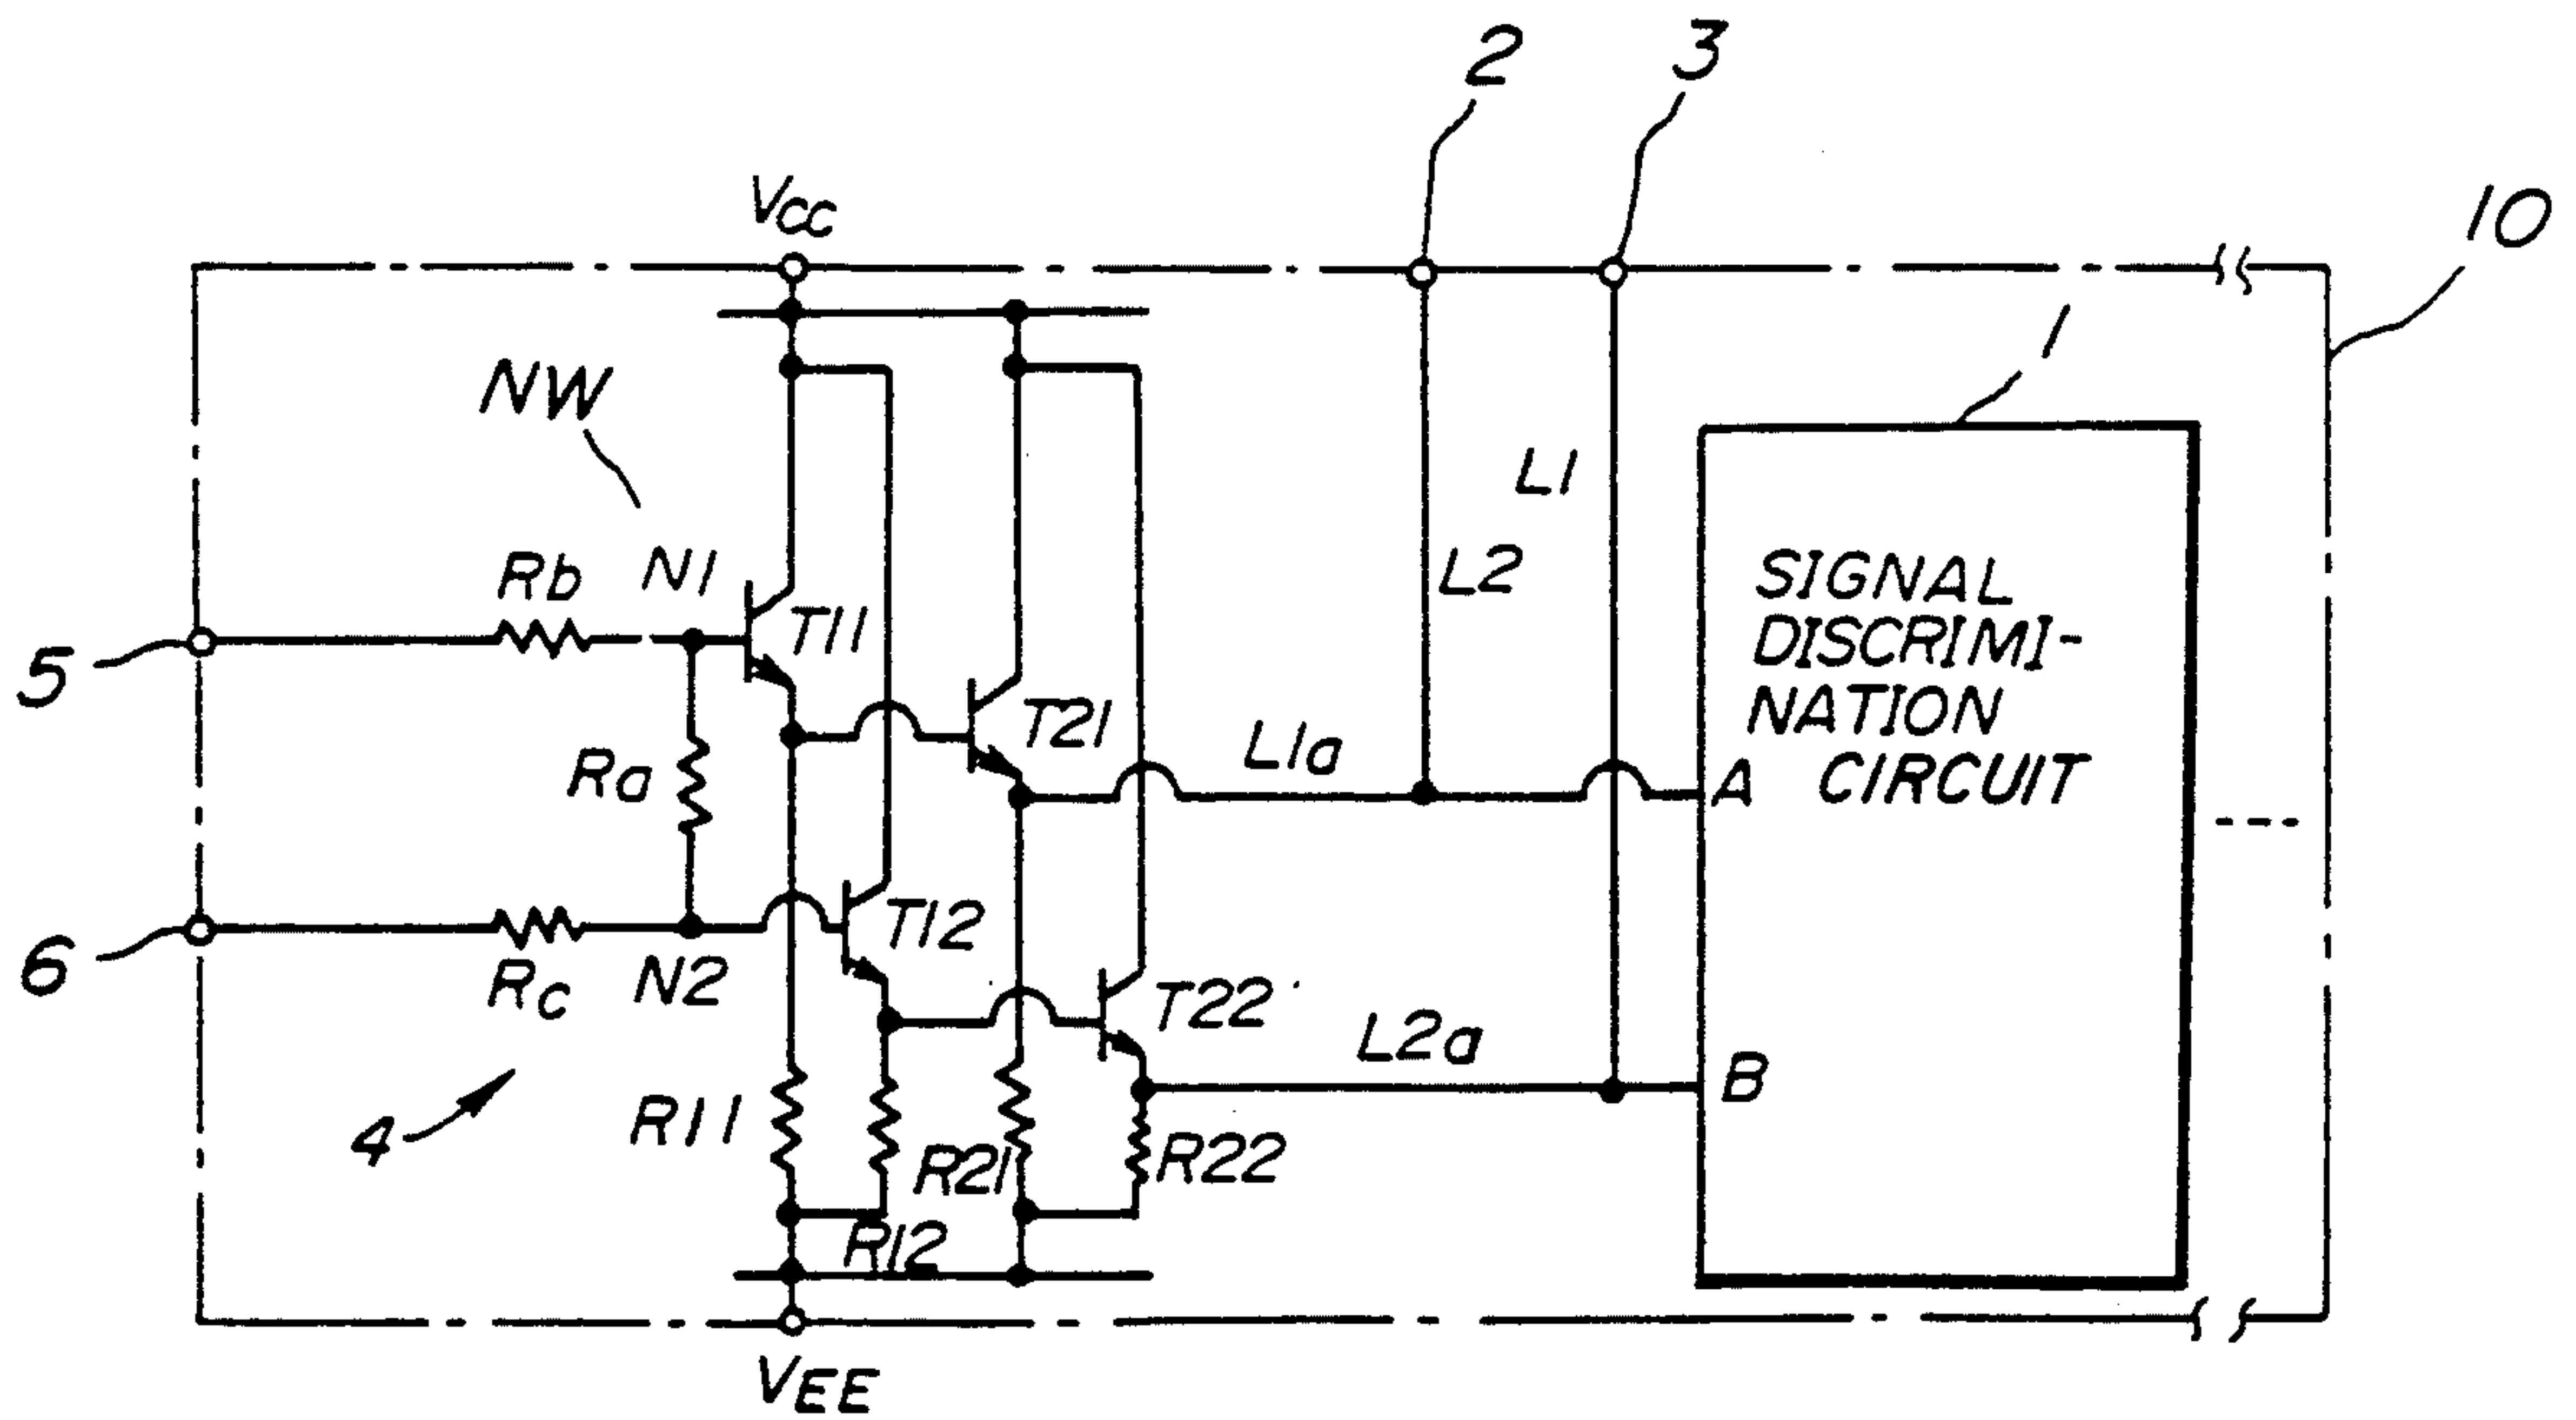 2
3
VCC
10
NW
1
L1
Rb
N1
L2
SIGNAL
DISCRIMI-
NATION
CIRCUIT
T11
5
T21
L1a
Ra
A
T12
6
Rc
N2
T22
L2a
B
4
R11
R21
R22
R12
VEE